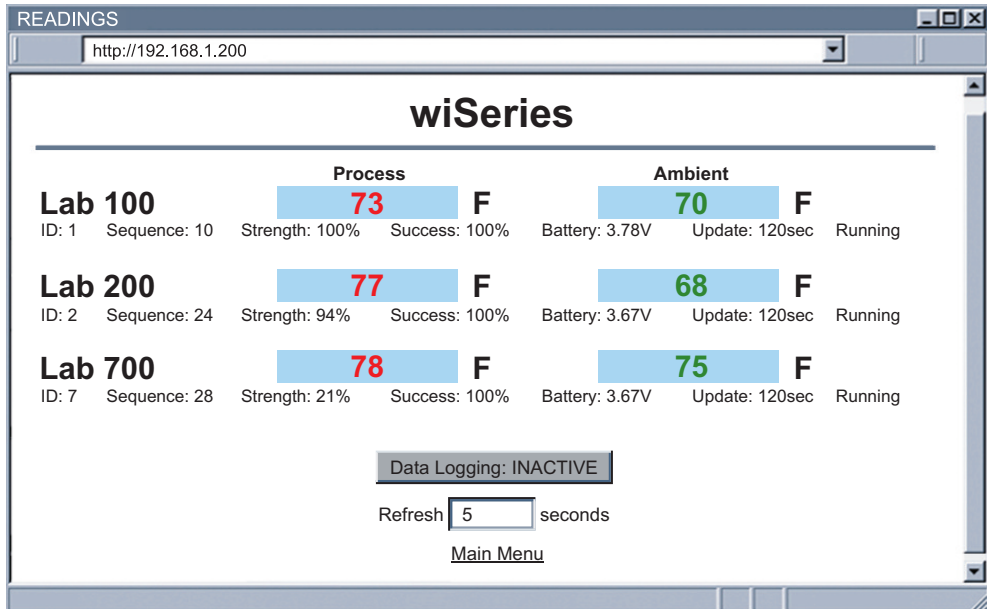 READINGS
http://192.168.1.200
wiSeries
Process Ambient
Lab 100 73 F 70 F
ID: 1 Sequence: 10 Strength: 100% Success: 100% Battery: 3.78V Update: 120sec Running
Lab 200 77 F 68 F
ID: 2 Sequence: 24 Strength: 94% Success: 100% Battery: 3.67V Update: 120sec Running
Lab 700 78 F 75 F
ID: 7 Sequence: 28 Strength: 21% Success: 100% Battery: 3.67V Update: 120sec Running
Data Logging: INACTIVE
Refresh 5 seconds
Main Menu